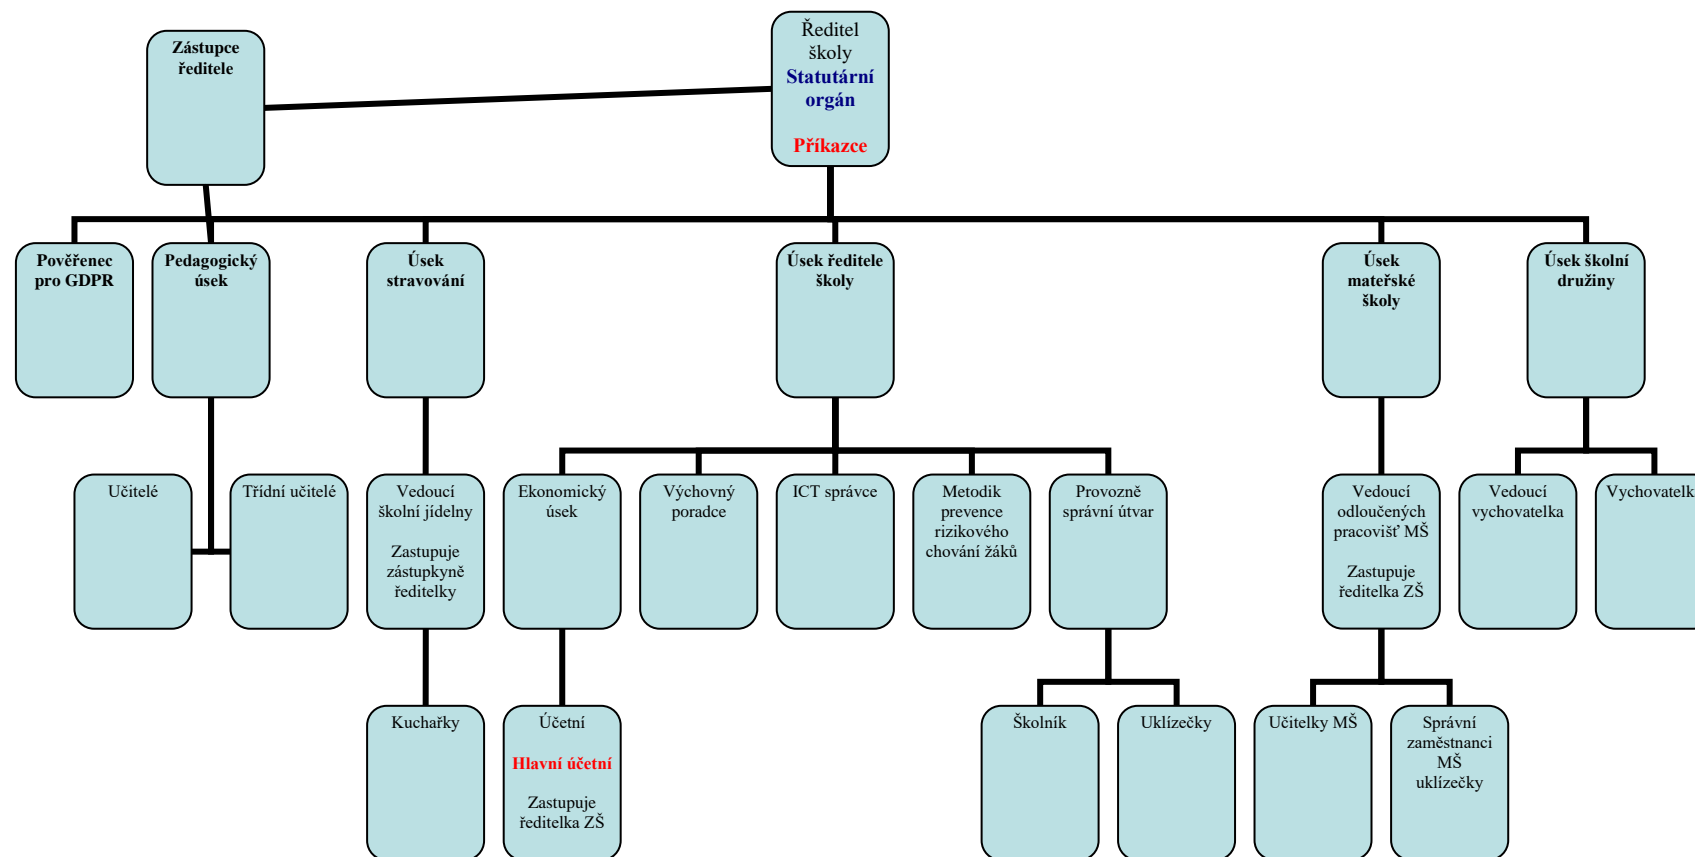 Zástupce
ředitele
Ředitel
školy
Statutární
orgán
Příkazce
Pověřenec
pro GDPR
Pedagogický
úsek
Úsek
stravování
Úsek ředitele
školy
Úsek
mateřské
školy
Úsek školní
družiny
Učitelé
Třídní učitelé
Vedoucí
školní jídelny
Zastupuje
zástupkyně
ředitelky
Ekonomický
úsek
Výchovný
poradce
ICT správce
Metodik
prevence
rizikového
chování žáků
Provozně
správní útvar
Vedoucí
odloučených
pracovišť MŠ
Zastupuje
ředitelka ZŠ
Vedoucí
vychovatelka
Vychovatelk
Kuchařky
Účetní
Hlavní účetní
Zastupuje
ředitelka ZŠ
Školník
Uklízečky
Učitelky MŠ
Správní
zaměstnanci
MŠ
uklízečky